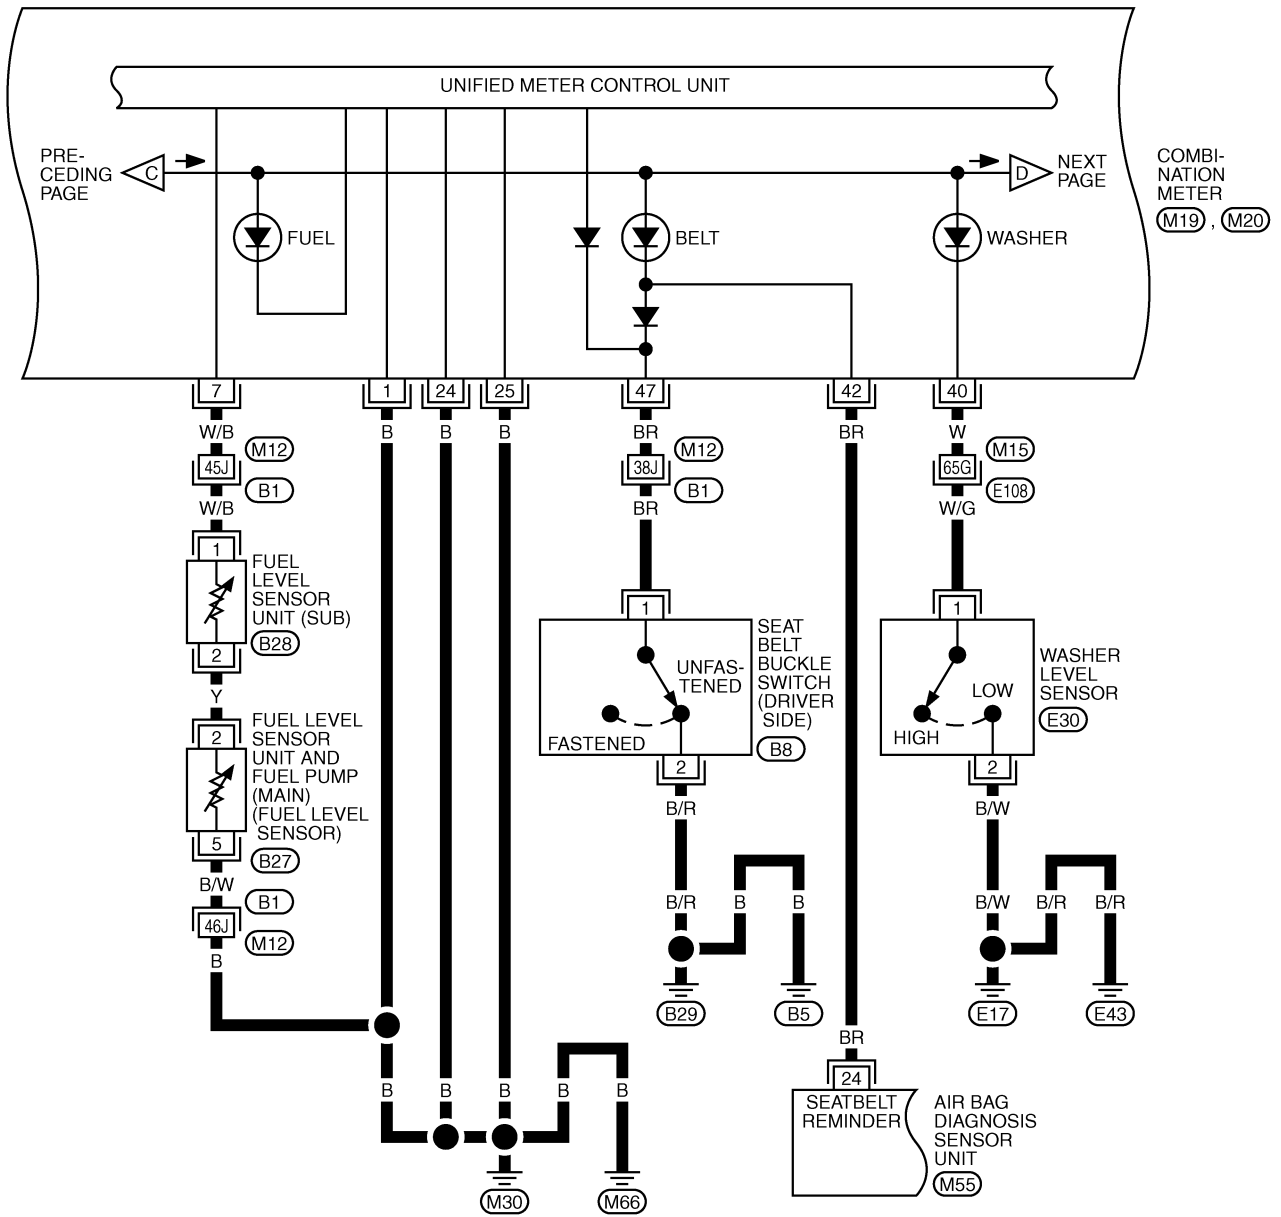 UNIFIED METER CONTROL UNIT
PRE-
CEDING
PAGE
C
D
NEXT
PAGE
COMBI-
NATION
METER
M19 , M20
FUEL
BELT
WASHER
7
1
24
25
47
42
40
W/B
B
B
B
BR
BR
W
M12
M12
M15
45J
38J
65G
B1
B1
E108
W/B
BR
W/G
1
FUEL
LEVEL
SENSOR
UNIT (SUB)
B28
2
Y
2
FUEL LEVEL
SENSOR
UNIT AND
FUEL PUMP
(MAIN)
(FUEL LEVEL
SENSOR)
B27
5
B/W
B1
46J
M12
B
1
UNFAS-
TENED
FASTENED
SEAT
BELT
BUCKLE
SWITCH
(DRIVER
SIDE)
B8
2
B/R
B/R
B
B
B29
B5
1
LOW
HIGH
WASHER
LEVEL
SENSOR
E30
2
B/W
B/W
B/R
B/R
E17
E43
BR
24
SEATBELT
REMINDER
AIR BAG
DIAGNOSIS
SENSOR
UNIT
M55
B
B
B
B
B
M30
M66